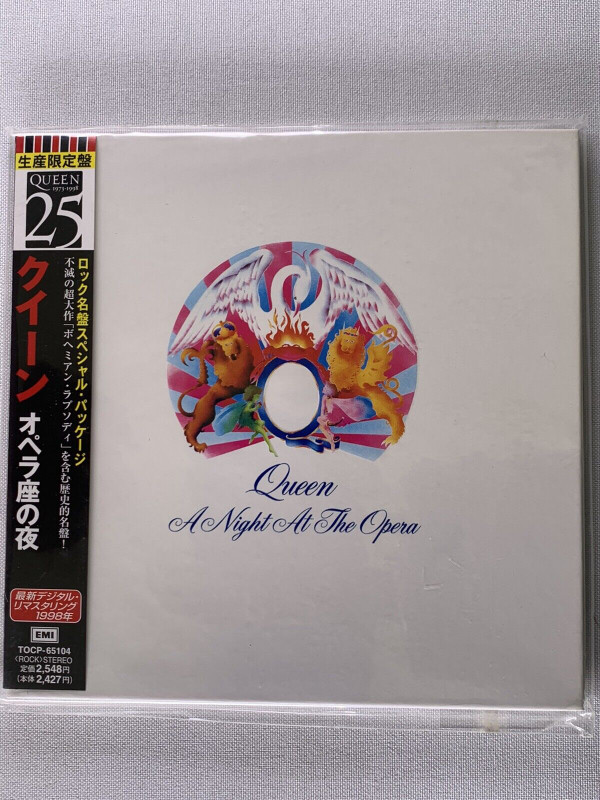 生産限定盤
QUEEN
1973-1998
25
ロック名盤スペシャル・パッケージ
不滅の超大作「ボヘミアン・ラプソディ」を含む歴史的名盤!
クイーン オペラ座の夜
最新デジタル・
リマスタリング
1998年
EMI
TOCP-65104
〈ROCK〉STEREO
定価2,548円
(本体2,427円)
Queen
A Night At The Opera